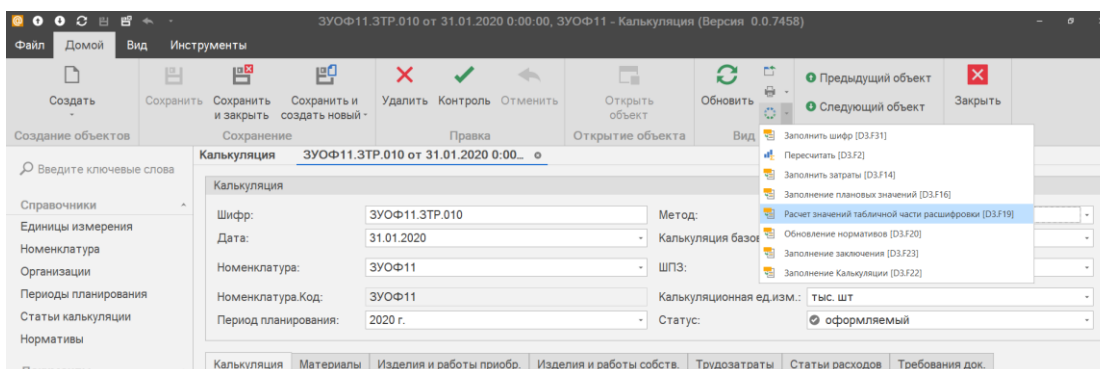 ЗУОФ11.ЗТР.010 от 31.01.2020 0:00:00, ЗУОФ11 - Калькуляция (Версия 0.0.7458)
Файл Домой Вид Инструменты
Создать Сохранить Сохранить и закрыть Сохранить и создать новый Удалить Контроль Отменить Открыть объект Обновить Предыдущий объект Следующий объект Закрыть
Создание объектов Сохранение Правка Открытие объекта Вид
Заполнить шифр [D3.F31]
Пересчитать [D3.F2]
Заполнить затраты [D3.F14]
Заполнение плановых значений [D3.F16]
Расчет значений табличной части расшифровки [D3.F19]
Обновление нормативов [D3.F20]
Заполнение заключения [D3.F23]
Заполнение Калькуляции [D3.F22]
Введите ключевые слова
Справочники
Единицы измерения
Номенклатура
Организации
Периоды планирования
Статьи калькуляции
Нормативы
Калькуляция ЗУОФ11.ЗТР.010 от 31.01.2020 0:00...
Калькуляция
Шифр: ЗУОФ11.ЗТР.010 Метод:
Дата: 31.01.2020 Калькуляция базов
Номенклатура: ЗУОФ11 ШПЗ:
Номенклатура.Код: ЗУОФ11 Калькуляционная ед.изм.: тыс. шт
Период планирования: 2020 г. Статус: оформляемый
Калькуляция Материалы Изделия и работы приобр. Изделия и работы собств. Трудозатраты Статьи расходов Требования док.